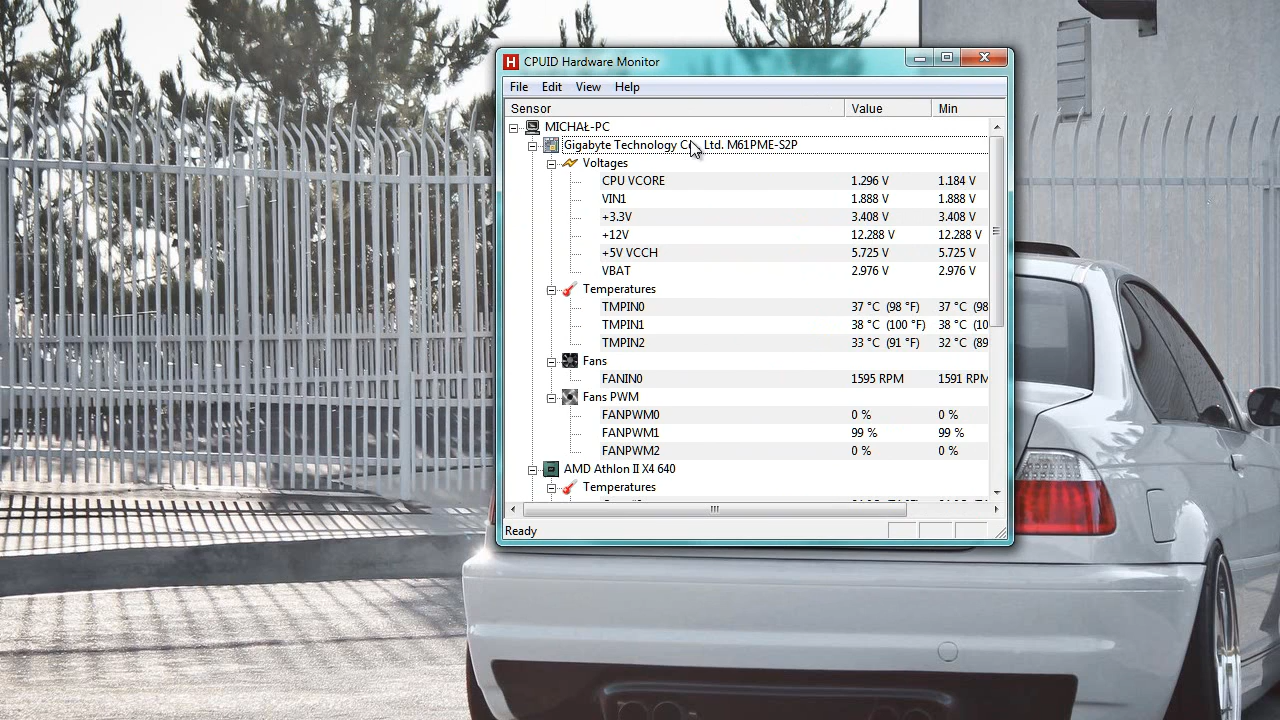 CPUID Hardware Monitor
File Edit View Help
Sensor Value Min
MICHAŁ-PC
Gigabyte Technology Ltd. M61PME-S2P
Voltages
CPU VCORE 1.296 V 1.184 V
VIN1 1.888 V 1.888 V
+3.3V 3.408 V 3.408 V
+12V 12.288 V 12.288 V
+5V VCCH 5.725 V 5.725 V
VBAT 2.976 V 2.976 V
Temperatures
TMPIN0 37 °C (98 °F) 37 °C (98
TMPIN1 38 °C (100 °F) 38 °C (10
TMPIN2 33 °C (91 °F) 32 °C (89
Fans
FANIN0 1595 RPM 1591 RPM
Fans PWM
FANPWM0 0 % 0 %
FANPWM1 99 % 99 %
FANPWM2 0 % 0 %
AMD Athlon II X4 640
Temperatures
Ready